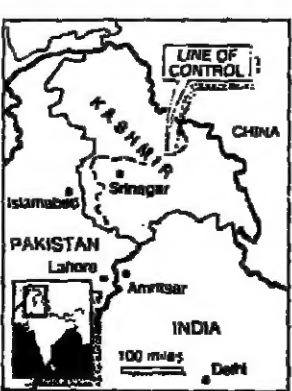 LINE OF
CONTROL
KASHMIR
CHINA
Srinagar
Islamabad
PAKISTAN
Lahore
Amritsar
INDIA
100 miles
Delhi